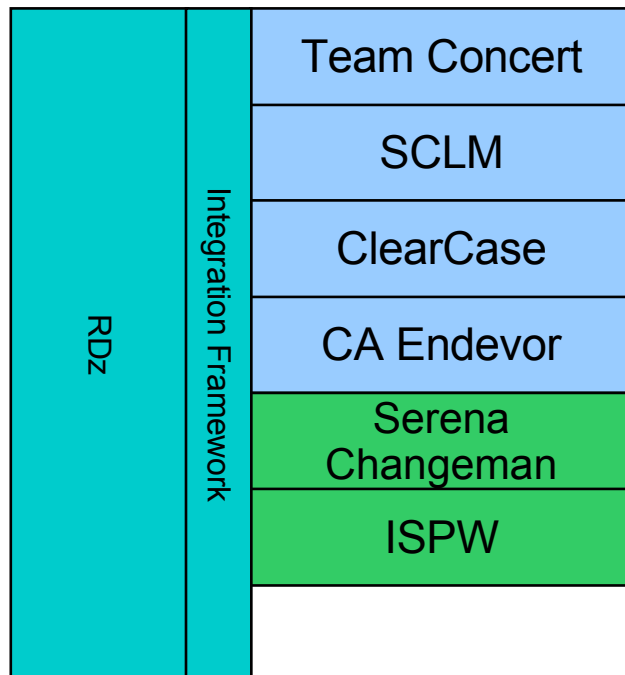 RDz
Integration Framework
Team Concert
SCLM
ClearCase
CA Endevor
Serena
Changeman
ISPW